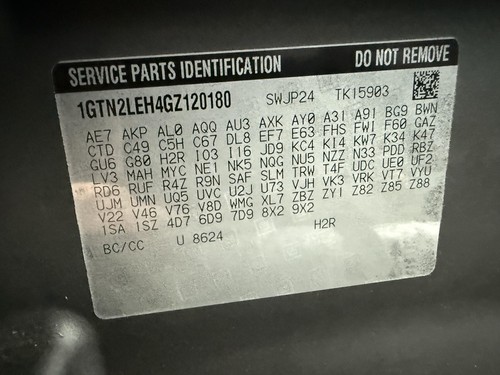 SERVICE PARTS IDENTIFICATION DO NOT REMOVE
1GTN2LEH4GZ120180 SWJP24 TK15903
AE7 AKP AL0 AQQ AU3 AXK AY0 A31 A91 BG9 BWN
CTD C49 C5H C67 DL8 EF7 E63 FHS FW1 F60 GAZ
GU6 G80 H2R IO3 I16 JD9 KC4 KI4 KW7 K34 K47
LV3 MAH MYC NE1 NK5 NQG NU5 NZZ N33 PDD RBZ
RD6 RUF R4Z R9N SAF SLM TRW T4F UDC UE0 UF2
UJM UMN UQ5 UVC U2J U73 VJH VK3 VRK VT7 VYU
V22 V46 V76 V8D WMG XL7 ZBZ ZY1 Z82 Z85 Z88
1SA 1SZ 4D7 6D9 7D9 8X2 9X2
H2R
BC/CC U 8624